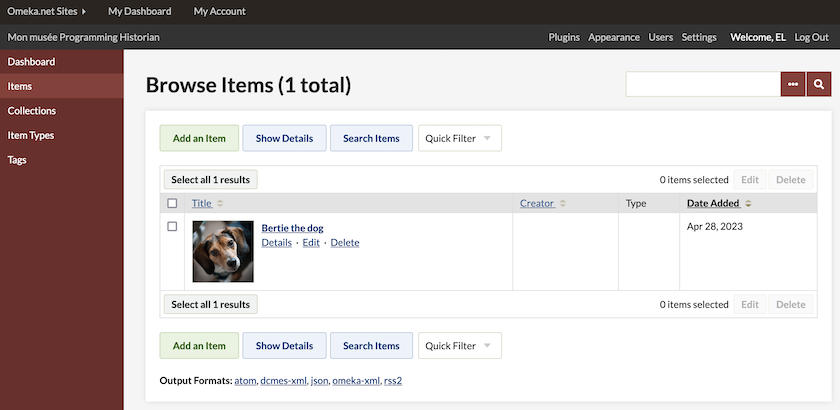 Omeka.net Sites My Dashboard My Account
Mon musée Programming Historian Plugins Appearance Users Settings Welcome, EL Log Out
Dashboard
Items
Collections
Item Types
Tags
Browse Items (1 total)
Add an Item Show Details Search Items Quick Filter
Select all 1 results 0 items selected Edit Delete
Title Creator Type Date Added
Bertie the dog Apr 28, 2023
Details · Edit · Delete
Select all 1 results 0 items selected Edit Delete
Add an Item Show Details Search Items Quick Filter
Output Formats: atom, dcmes-xml, json, omeka-xml, rss2